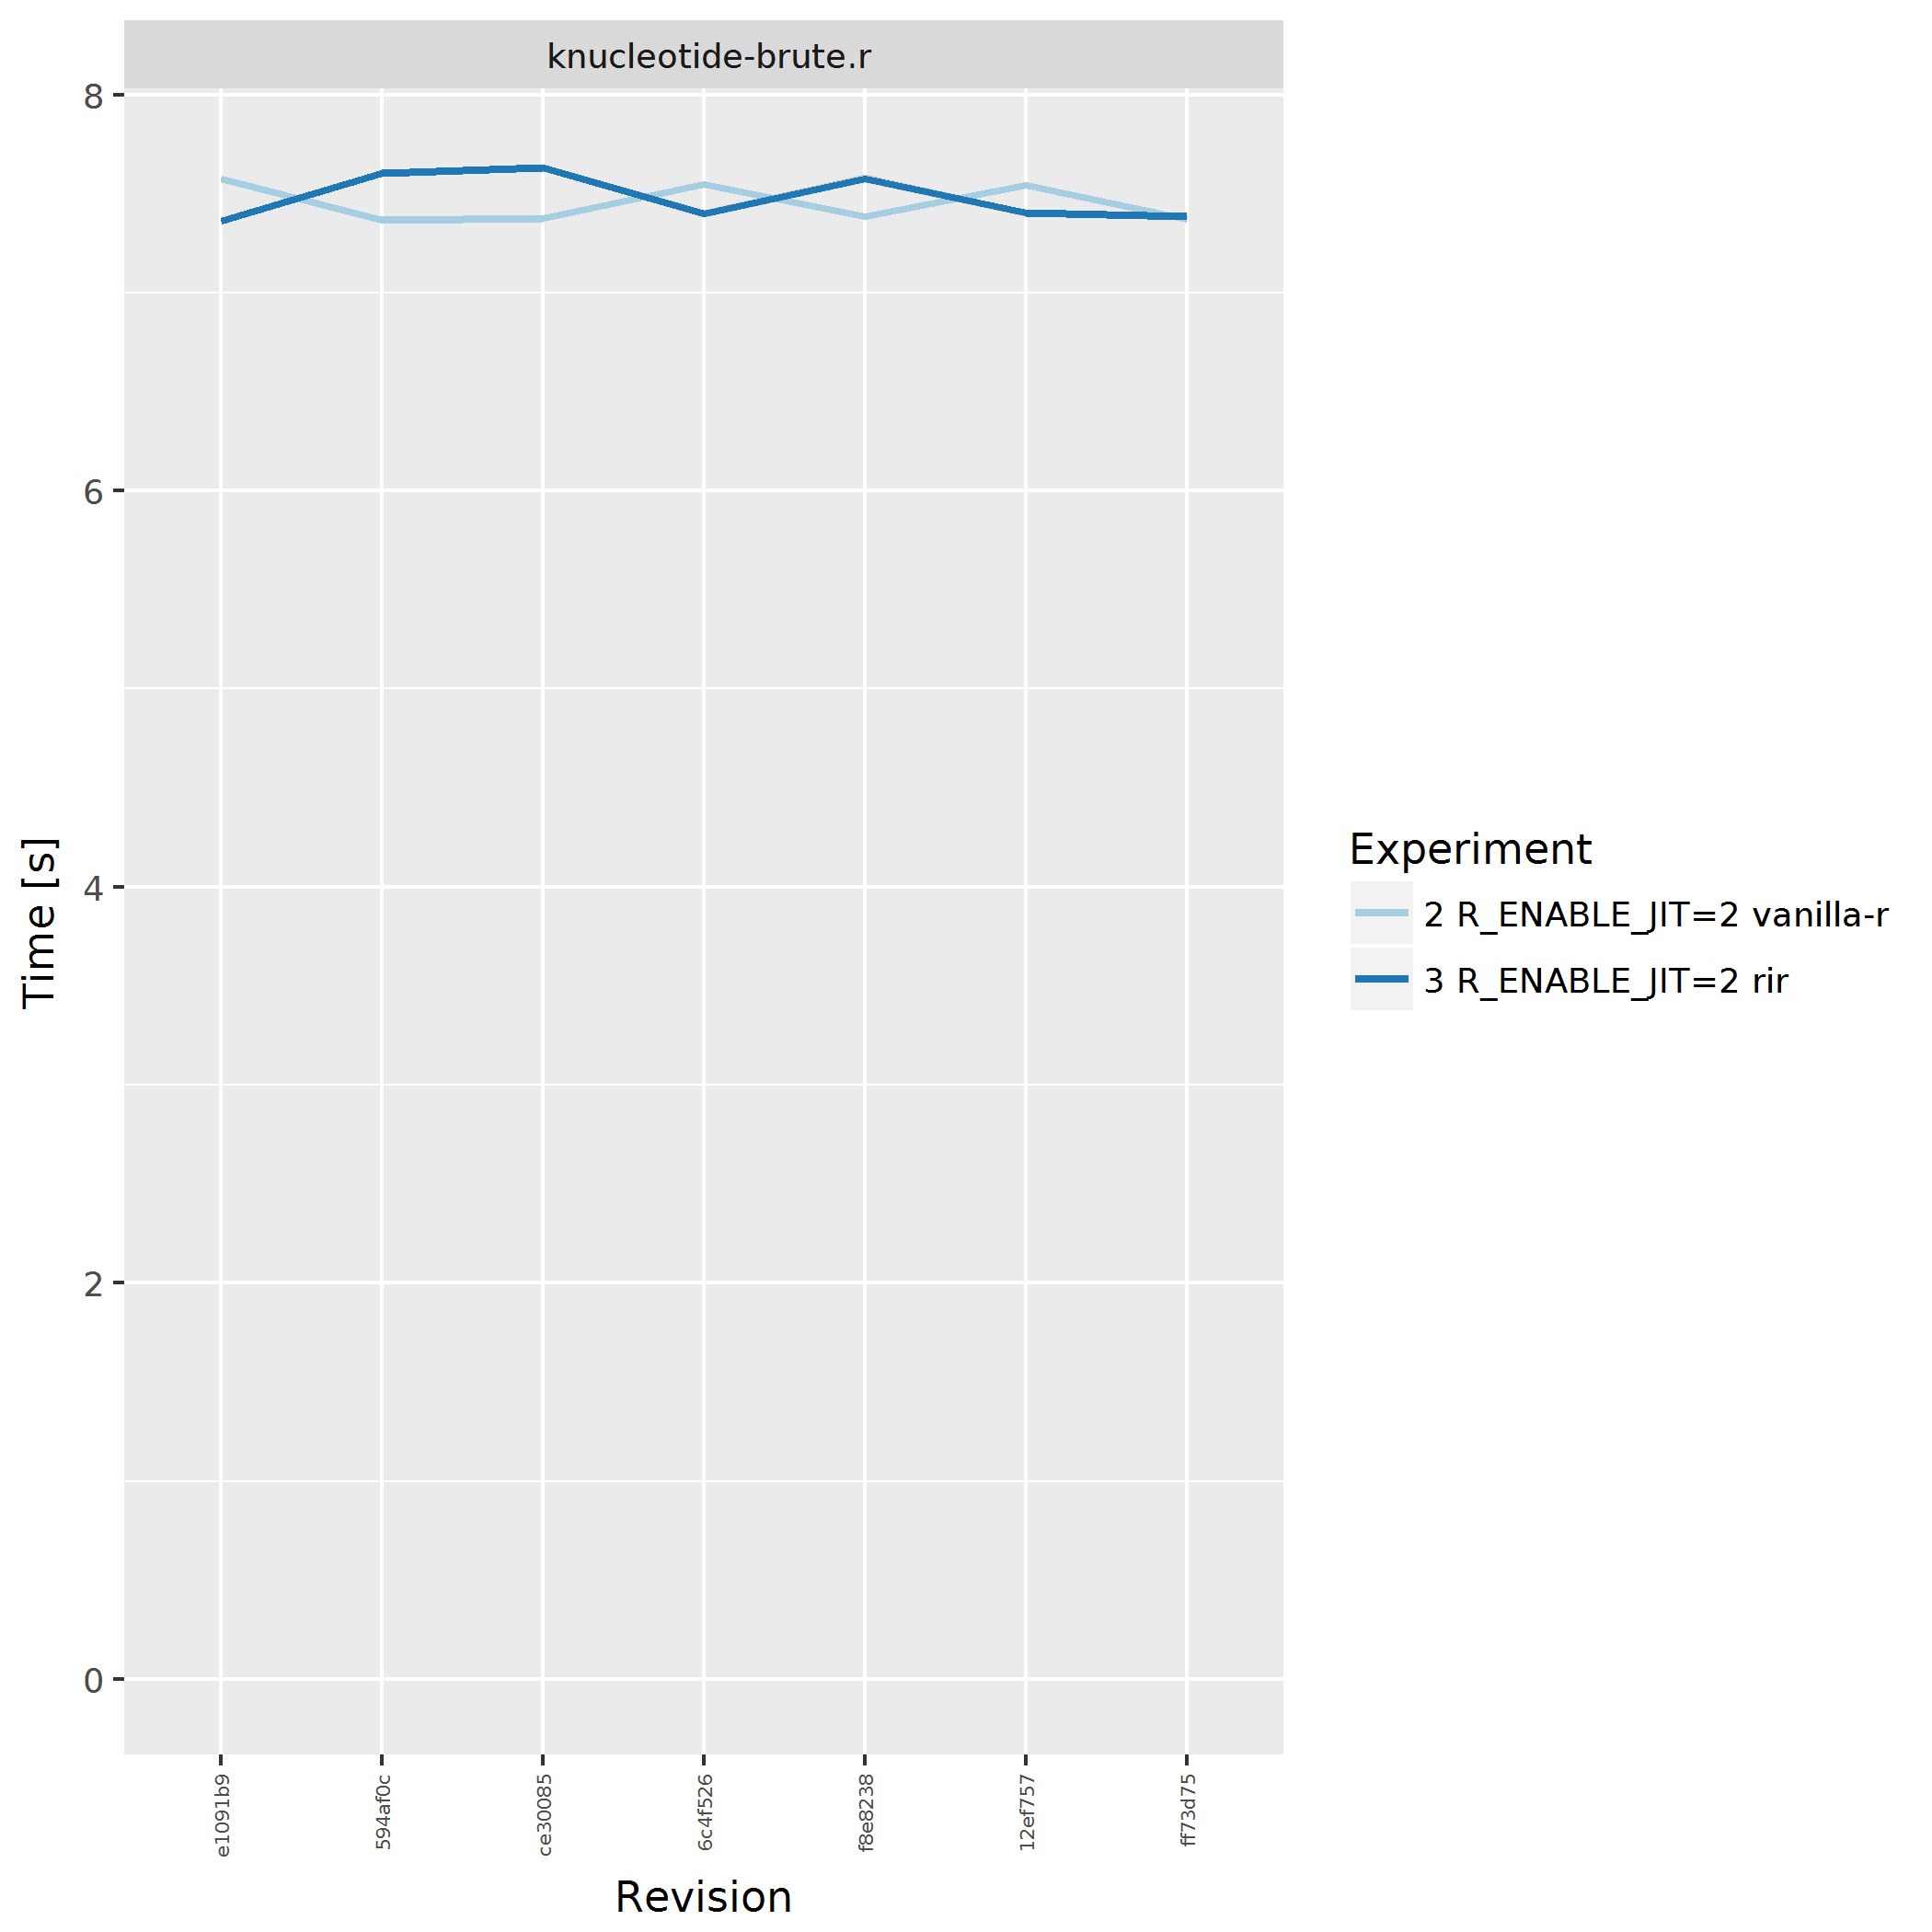 knucleotide-brute.r
8
6
4
2
0
Time [s]
e1091b9
594af0c
ce30085
6c4f526
f8e8238
12ef757
ff73d75
Revision
Experiment
2 R_ENABLE_JIT=2 vanilla-r
3 R_ENABLE_JIT=2 rir